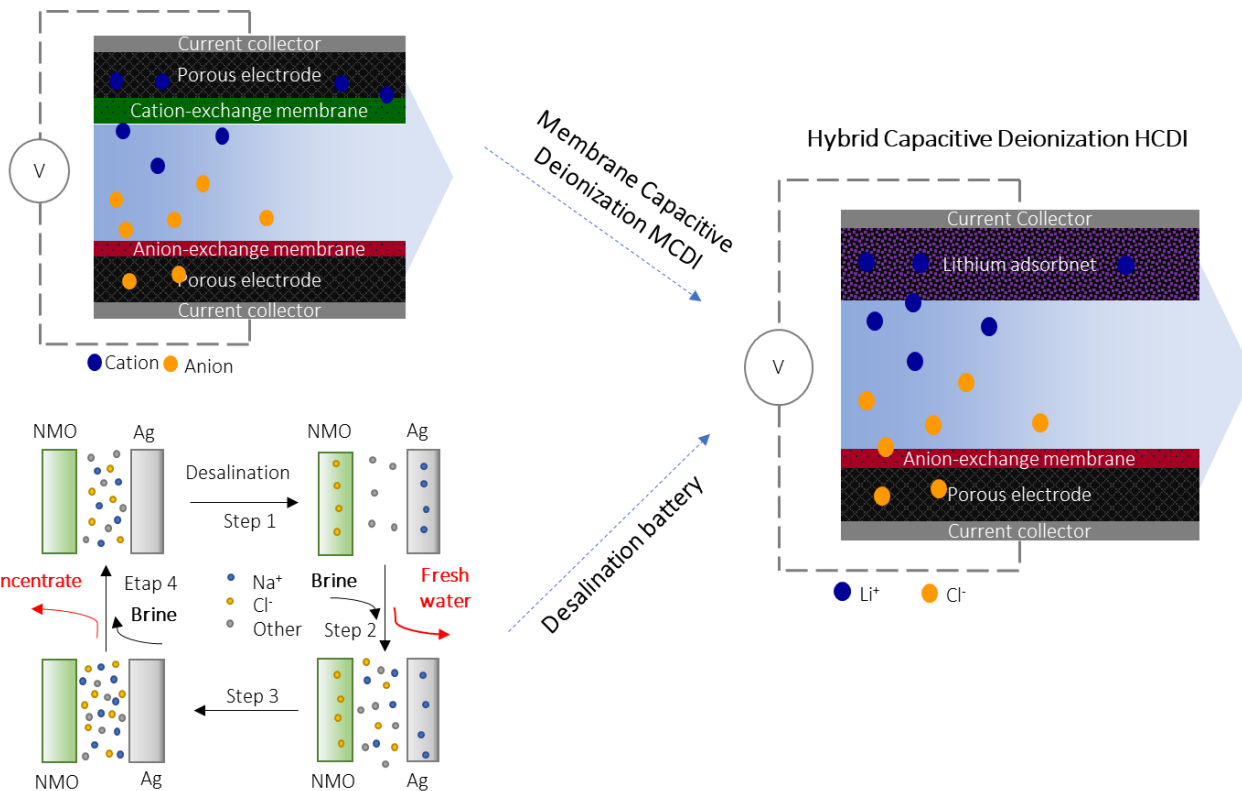 Current collector
Porous electrode
Cation-exchange membrane
V
Anion-exchange membrane
Porous electrode
Current collector
Cation Anion
Membrane Capacitive
Deionization MCDI
Hybrid Capacitive Deionization HCDI
Current Collector
Lithium adsorbnet
V
Anion-exchange membrane
Porous electrode
Current collector
Li⁺ Cl⁻
Desalination battery
NMO Ag
Desalination
Step 1
NMO Ag
ncentrate
Etap 4
Brine
Na⁺
Cl⁻
Other
Brine
Step 2
Fresh
water
Step 3
NMO Ag
NMO Ag